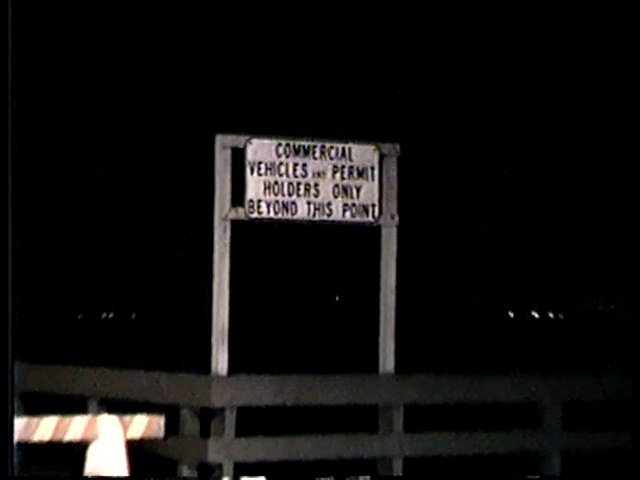 COMMERCIAL
VEHICLES AND PERMIT
HOLDERS ONLY
BEYOND THIS POINT